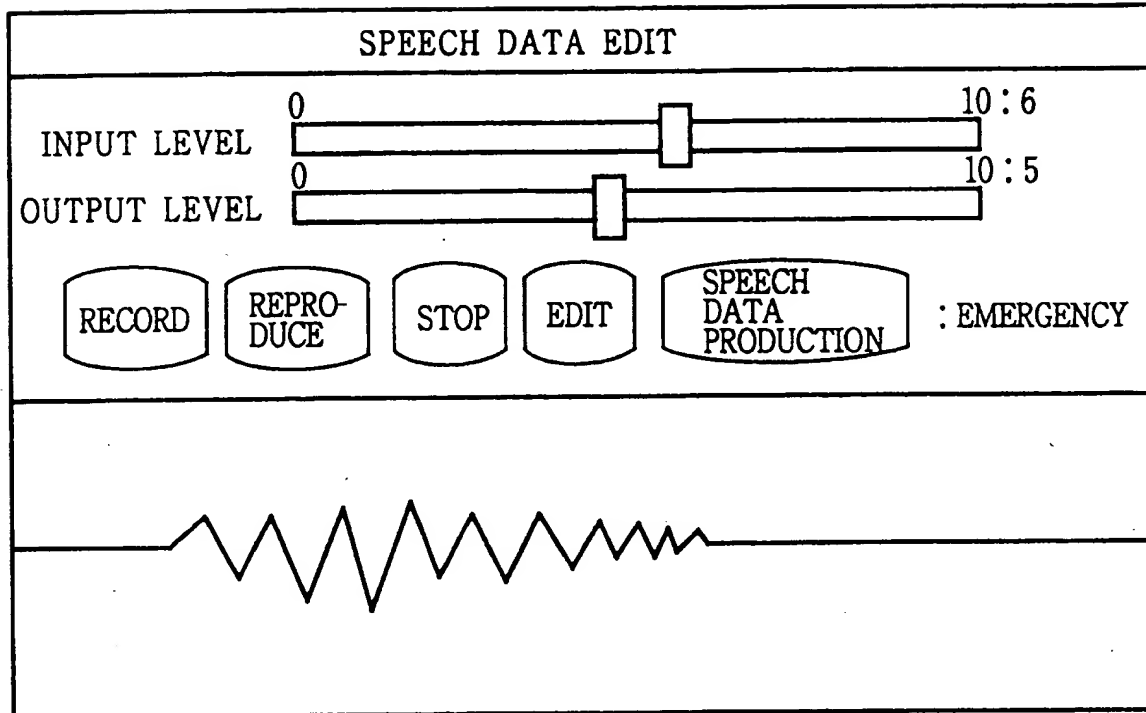 SPEECH DATA EDIT
0 10:6
INPUT LEVEL
0 10:5
OUTPUT LEVEL
RECORD
REPRO-
DUCE
STOP
EDIT
SPEECH
DATA
PRODUCTION
:EMERGENCY